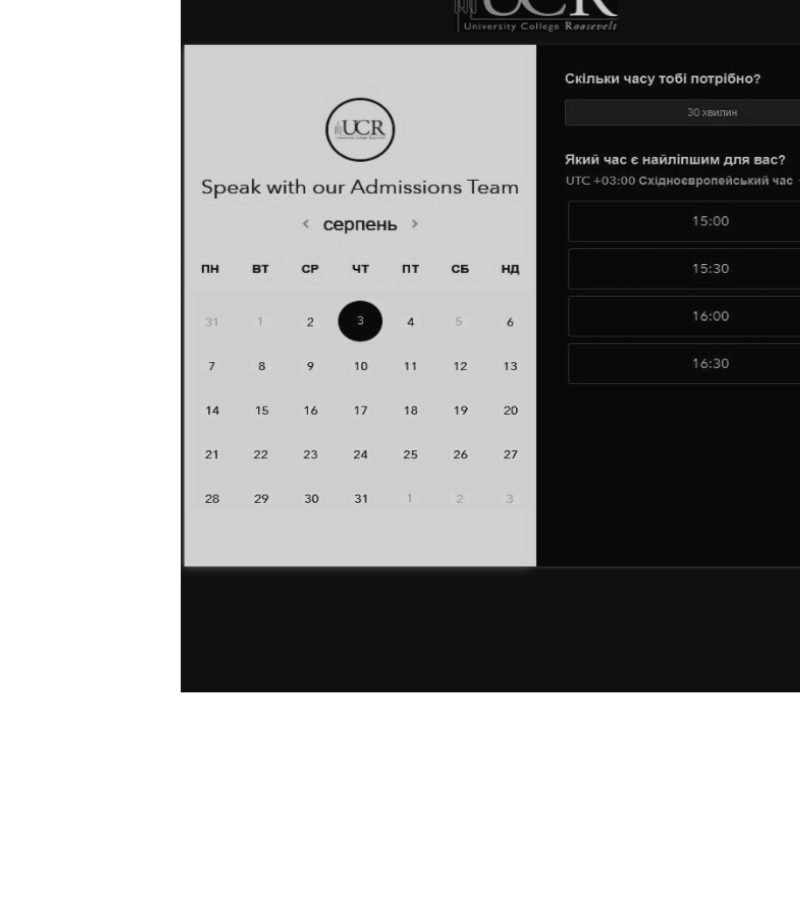 UCR
University College Roosevelt
UCR
Speak with our Admissions Team
< серпень >
ПН ВТ СР ЧТ ПТ СБ НД
31 1 2 3 4 5 6
7 8 9 10 11 12 13
14 15 16 17 18 19 20
21 22 23 24 25 26 27
28 29 30 31 1 2 3
Скільки часу тобі потрібно?
30 хвилин
Який час є найліпшим для вас?
UTC +03:00 Східноєвропейський час
15:00
15:30
16:00
16:30